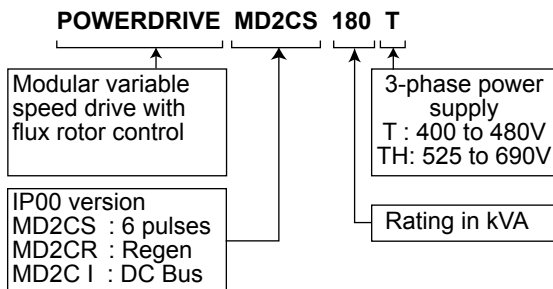 POWERDRIVE MD2CS 180 T
Modular variable
speed drive with
flux rotor control
3-phase power
supply
T : 400 to 480V
TH: 525 to 690V
IP00 version
MD2CS : 6 pulses
MD2CR : Regen
MD2C I : DC Bus
Rating in kVA